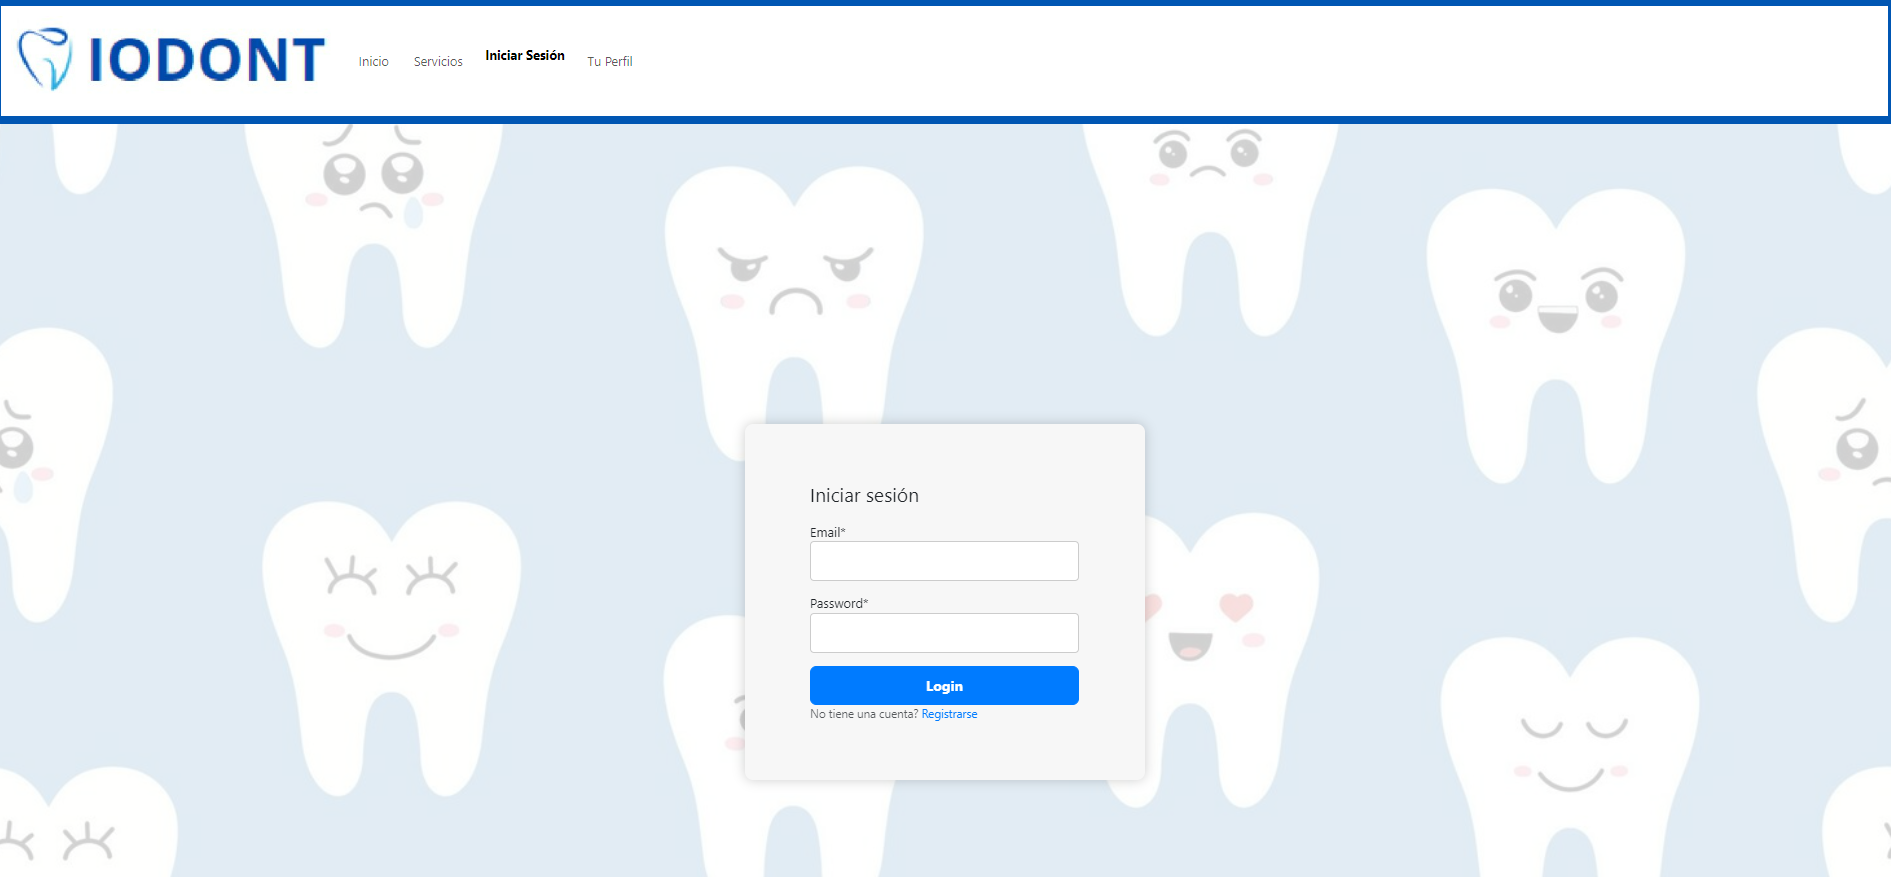 IODONT
Inicio Servicios Iniciar Sesión Tu Perfil
Iniciar sesión
Email*
Password*
Login
No tiene una cuenta? Registrarse